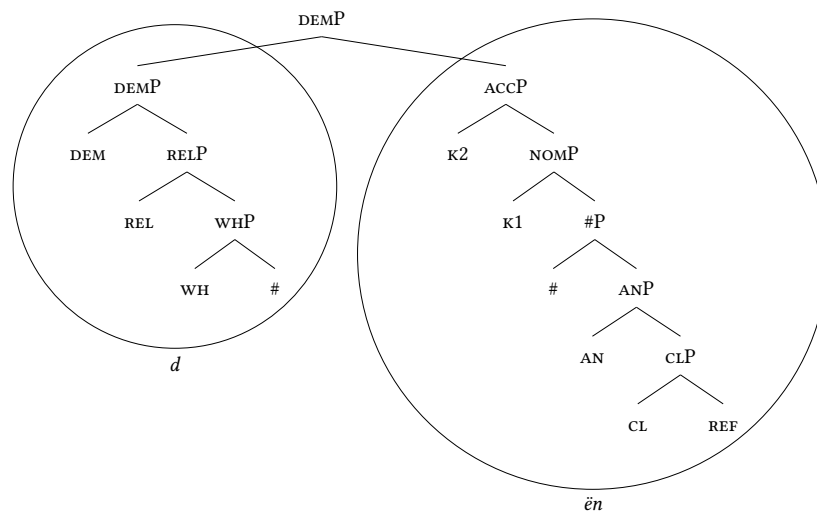 DEMP
DEMP ACCP
DEM RELP K2 NOMP
REL WHP K1 #P
WH # # ANP
d AN CLP
CL REF
ën